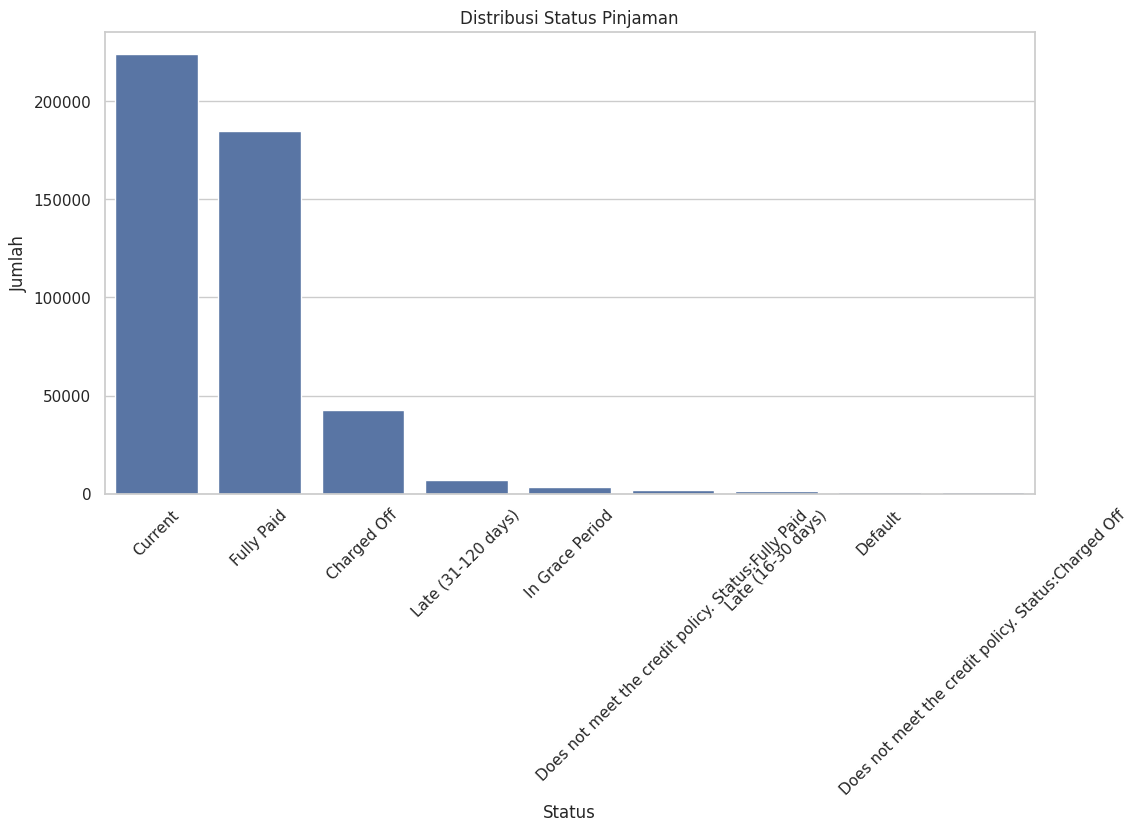 Distribusi Status Pinjaman
Jumlah
200000
150000
100000
50000
0
Current
Fully Paid
Charged Off
Late (31-120 days)
In Grace Period
Does not meet the credit policy. Status:Fully Paid
Late (16-30 days)
Default
Does not meet the credit policy. Status:Charged Off
Status